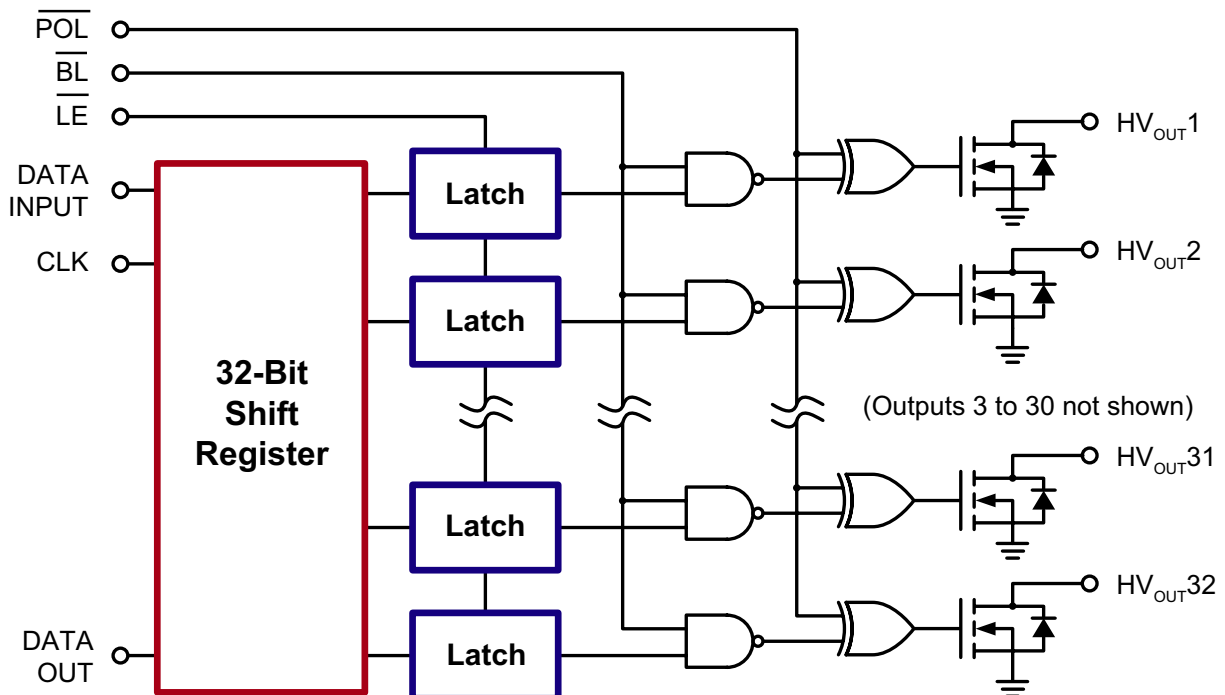 POL
BL
LE
DATA
INPUT
CLK
32-Bit
Shift
Register
DATA
OUT
Latch
Latch
Latch
Latch
HVOUT1
HVOUT2
(Outputs 3 to 30 not shown)
HVOUT31
HVOUT32